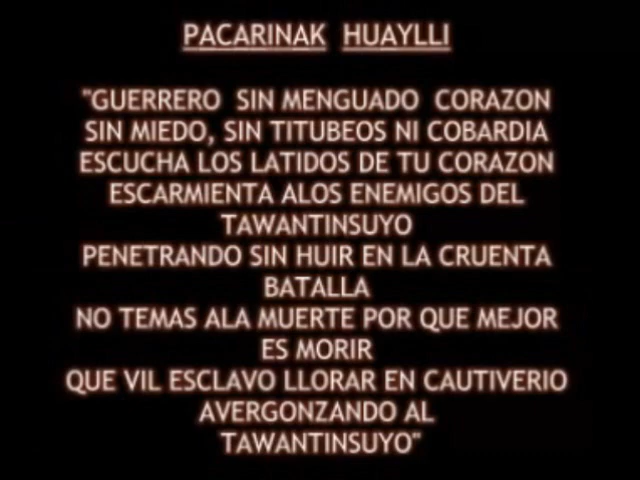 PACARINAK HUAYLLI
"GUERRERO SIN MENGUADO CORAZON
SIN MIEDO, SIN TITUBEOS NI COBARDIA
ESCUCHA LOS LATIDOS DE TU CORAZON
ESCARMIENTA ALOS ENEMIGOS DEL
TAWANTINSUYO
PENETRANDO SIN HUIR EN LA CRUENTA
BATALLA
NO TEMAS ALA MUERTE POR QUE MEJOR
ES MORIR
QUE VIL ESCLAVO LLORAR EN CAUTIVERIO
AVERGONZANDO AL
TAWANTINSUYO"